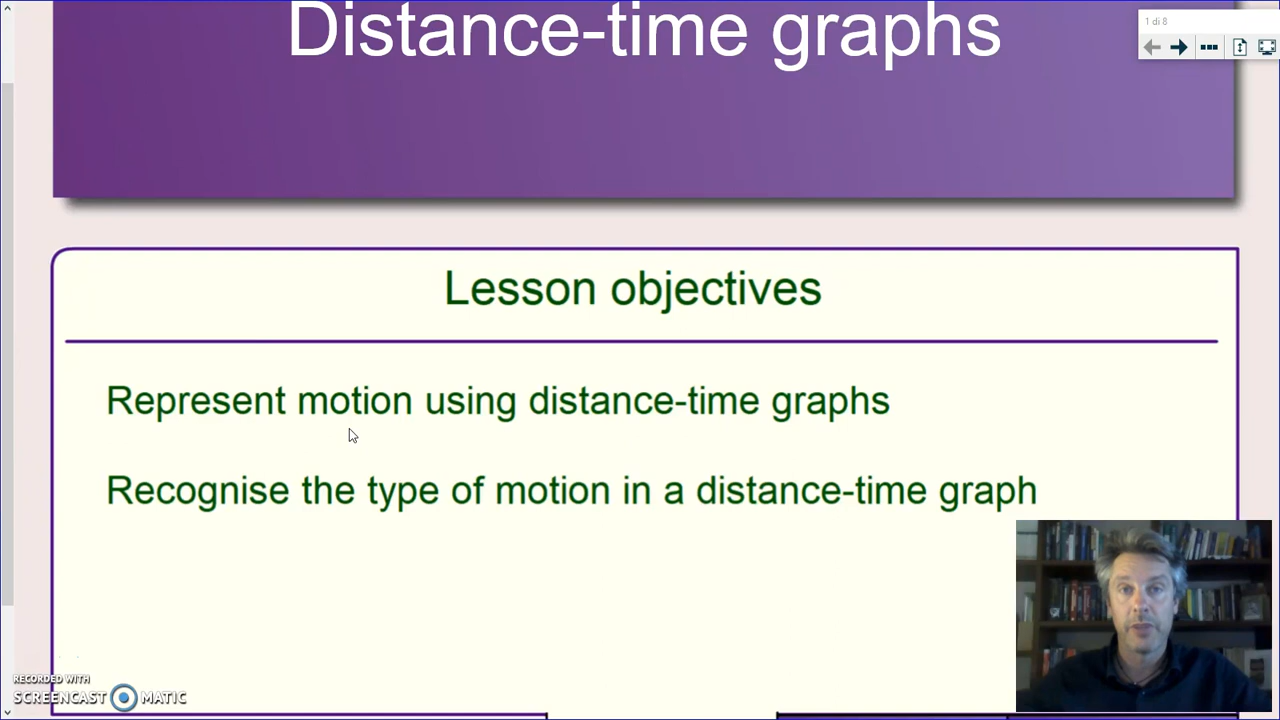 Distance-time graphs
1 di 8
Lesson objectives
Represent motion using distance-time graphs
Recognise the type of motion in a distance-time graph
RECORDED WITH
SCREENCAST MATIC